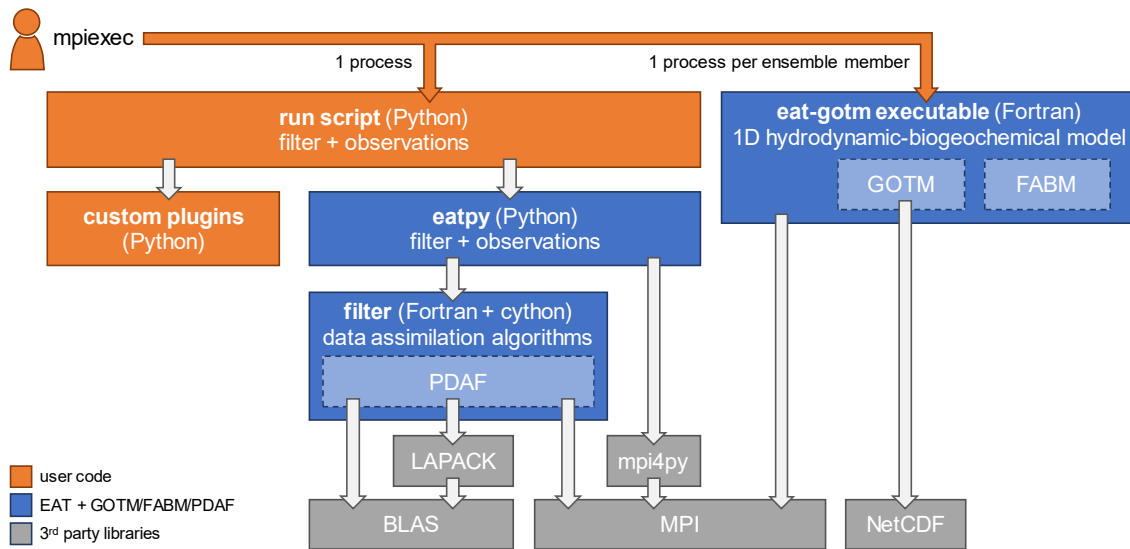 mpiexec
1 process
1 process per ensemble member
run script (Python)
filter + observations
eat-gotm executable (Fortran)
1D hydrodynamic-biogeochemical model
GOTM
FABM
custom plugins
(Python)
eatpy (Python)
filter + observations
filter (Fortran + cython)
data assimilation algorithms
PDAF
LAPACK
mpi4py
BLAS
MPI
NetCDF
user code
EAT + GOTM/FABM/PDAF
3rd party libraries